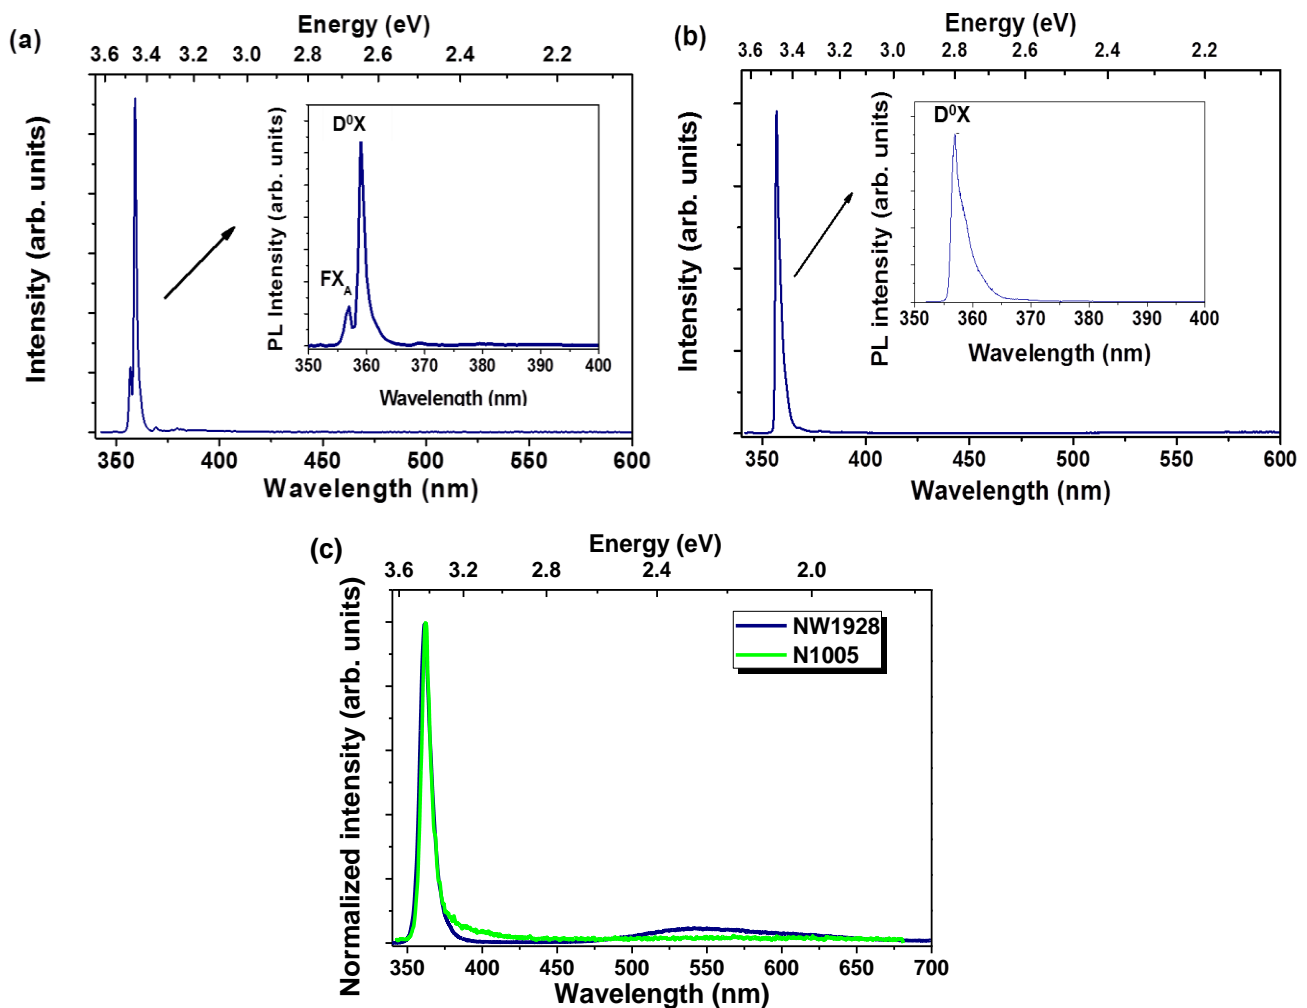 (a)
Energy (eV)
3.6 3.4 3.2 3.0 2.8 2.6 2.4 2.2
Intensity (arb. units)
PL Intensity (arb. units)
D⁰X
FX_A
350 360 370 380 390 400
Wavelength (nm)
350 400 450 500 550 600
Wavelength (nm)
(b)
Energy (eV)
3.6 3.4 3.2 3.0 2.8 2.6 2.4 2.2
Intensity (arb. units)
PL intensity (arb. units)
D⁰X
350 360 370 380 390 400
Wavelength (nm)
350 400 450 500 550 600
Wavelength (nm)
(c)
Energy (eV)
3.6 3.2 2.8 2.4 2.0
Normalized intensity (arb. units)
NW1928
N1005
350 400 450 500 550 600 650 700
Wavelength (nm)